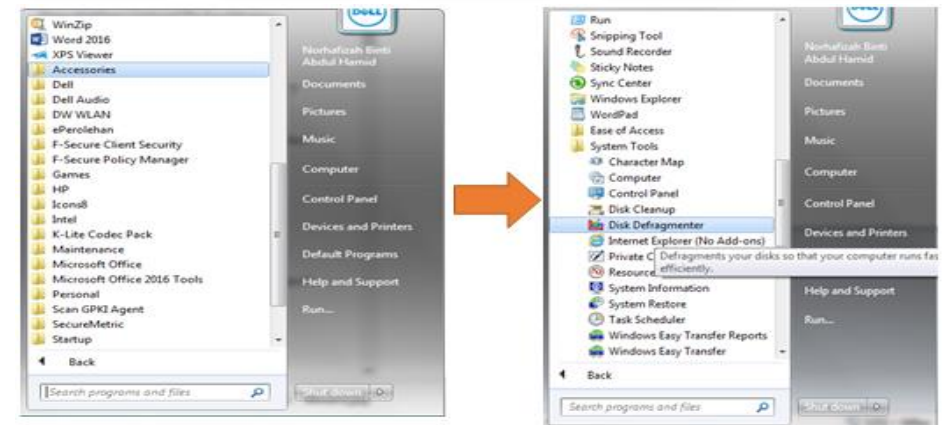 WinZip
Word 2016
XPS Viewer
Accessories
Dell
Dell Audio
DW WLAN
ePerolehan
F-Secure Client Security
F-Secure Policy Manager
Games
HP
Icons8
Intel
K-Lite Codec Pack
Maintenance
Microsoft Office
Microsoft Office 2016 Tools
Personal
Scan GPKI Agent
SecureMetric
Startup
Back
Search programs and files
DELL
Norhafizah Binti
Abdul Hamid
Documents
Pictures
Music
Computer
Control Panel
Devices and Printers
Default Programs
Help and Support
Run...
Shut down
Run
Snipping Tool
Sound Recorder
Sticky Notes
Sync Center
Windows Explorer
WordPad
Ease of Access
System Tools
Character Map
Computer
Control Panel
Disk Cleanup
Disk Defragmenter
Internet Explorer (No Add-ons)
Private C
Defragments your disks so that your computer runs fas
efficiently.
Resource
System Information
System Restore
Task Scheduler
Windows Easy Transfer Reports
Windows Easy Transfer
Back
Search programs and files
DELL
Norhafizah Binti
Abdul Hamid
Documents
Pictures
Music
Computer
Control Panel
Devices and Printers
Help and Support
Run...
Shut down